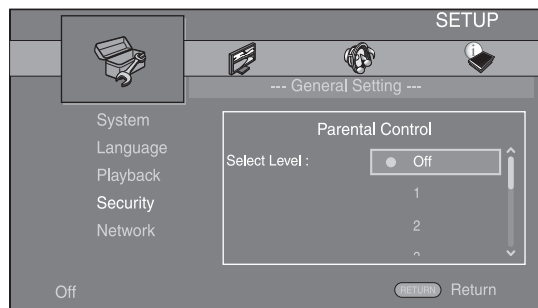 SETUP
--- General Setting ---
System
Language
Playback
Security
Network
Parental Control
Select Level :
Off
1
2
Off
RETURN Return